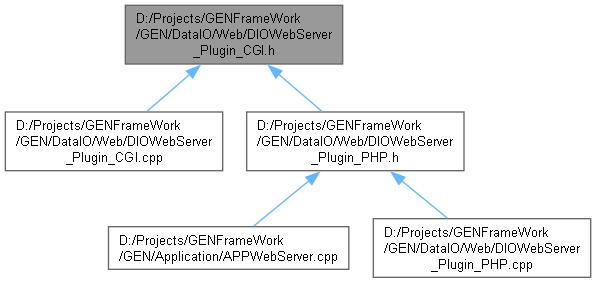 D:/Projects/GENFrameWork
/GEN/DataIO/Web/DIOWebServer
_Plugin_CGI.h
D:/Projects/GENFrameWork
/GEN/DataIO/Web/DIOWebServer
_Plugin_CGI.cpp
D:/Projects/GENFrameWork
/GEN/DataIO/Web/DIOWebServer
_Plugin_PHP.h
D:/Projects/GENFrameWork
/GEN/Application/APPWebServer.cpp
D:/Projects/GENFrameWork
/GEN/DataIO/Web/DIOWebServer
_Plugin_PHP.cpp